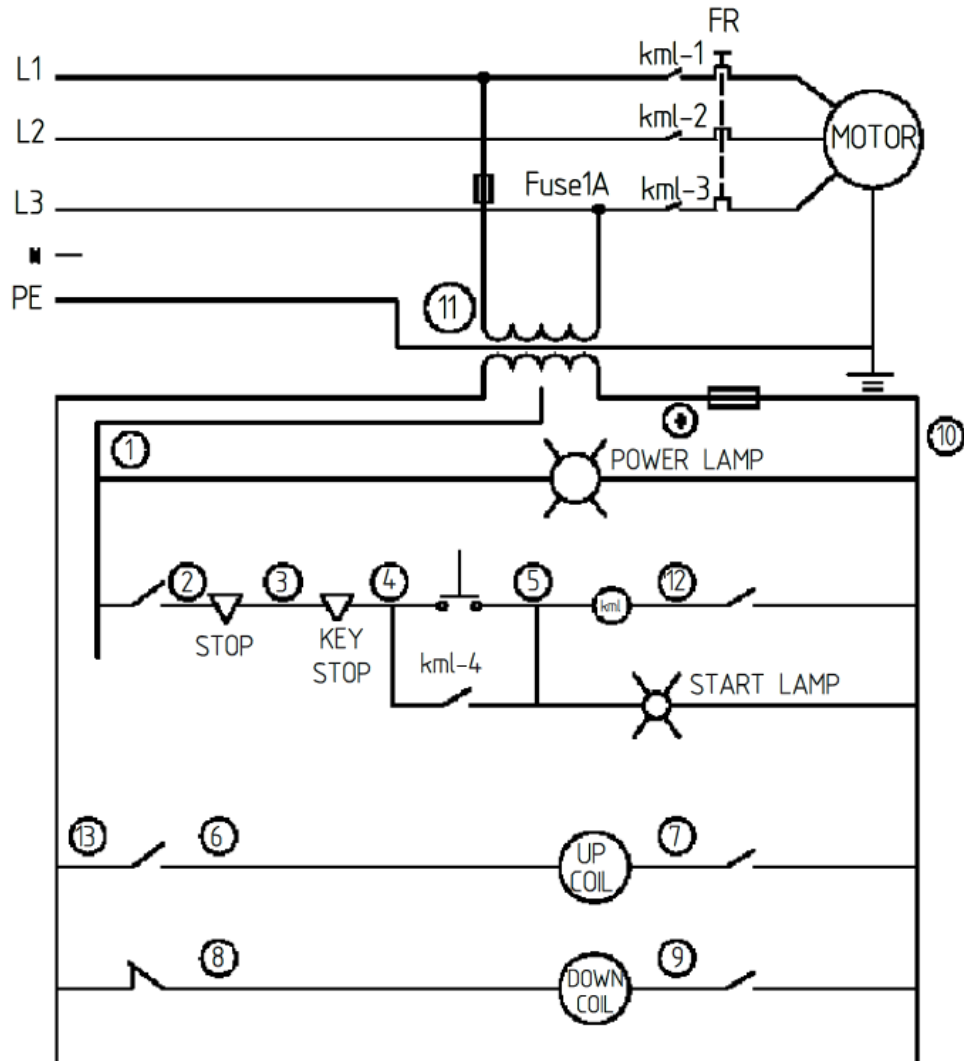 FR
L1
kml-1
L2
kml-2
MOTOR
L3
Fuse1A
kml-3
N
PE
11
1
10
POWER LAMP
2
3
4
5
kml
12
STOP
KEY
STOP
kml-4
START LAMP
13
6
UP
COIL
7
8
DOWN
COIL
9